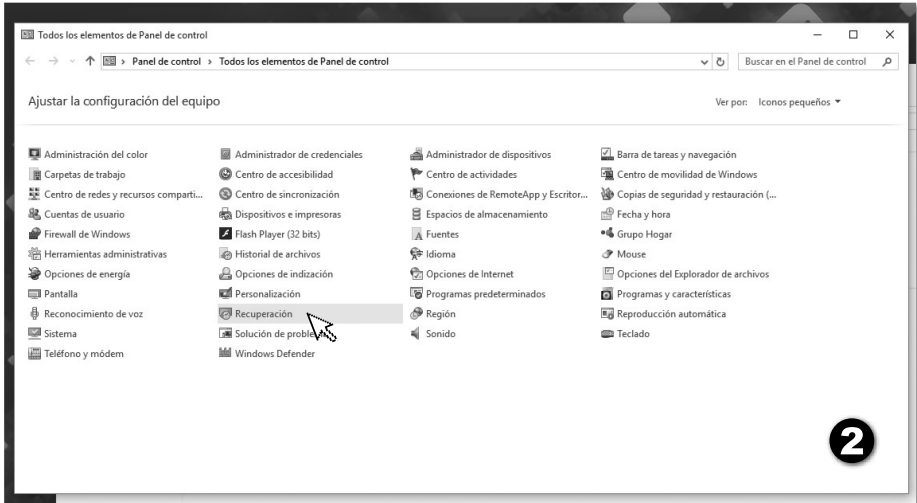 Todos los elementos de Panel de control
Panel de control > Todos los elementos de Panel de control
Buscar en el Panel de control
Ajustar la configuración del equipo
Ver por: Iconos pequeños
Administración del color
Administrador de credenciales
Administrador de dispositivos
Barra de tareas y navegación
Carpetas de trabajo
Centro de accesibilidad
Centro de actividades
Centro de movilidad de Windows
Centro de redes y recursos comparti...
Centro de sincronización
Conexiones de RemoteApp y Escritor...
Copias de seguridad y restauración (...
Cuentas de usuario
Dispositivos e impresoras
Espacios de almacenamiento
Fecha y hora
Firewall de Windows
Flash Player (32 bits)
Fuentes
Grupo Hogar
Herramientas administrativas
Historial de archivos
Idioma
Mouse
Opciones de energía
Opciones de indización
Opciones de Internet
Opciones del Explorador de archivos
Pantalla
Personalización
Programas predeterminados
Programas y características
Reconocimiento de voz
Recuperación
Región
Reproducción automática
Sistema
Solución de problemas
Sonido
Teclado
Teléfono y módem
Windows Defender
2